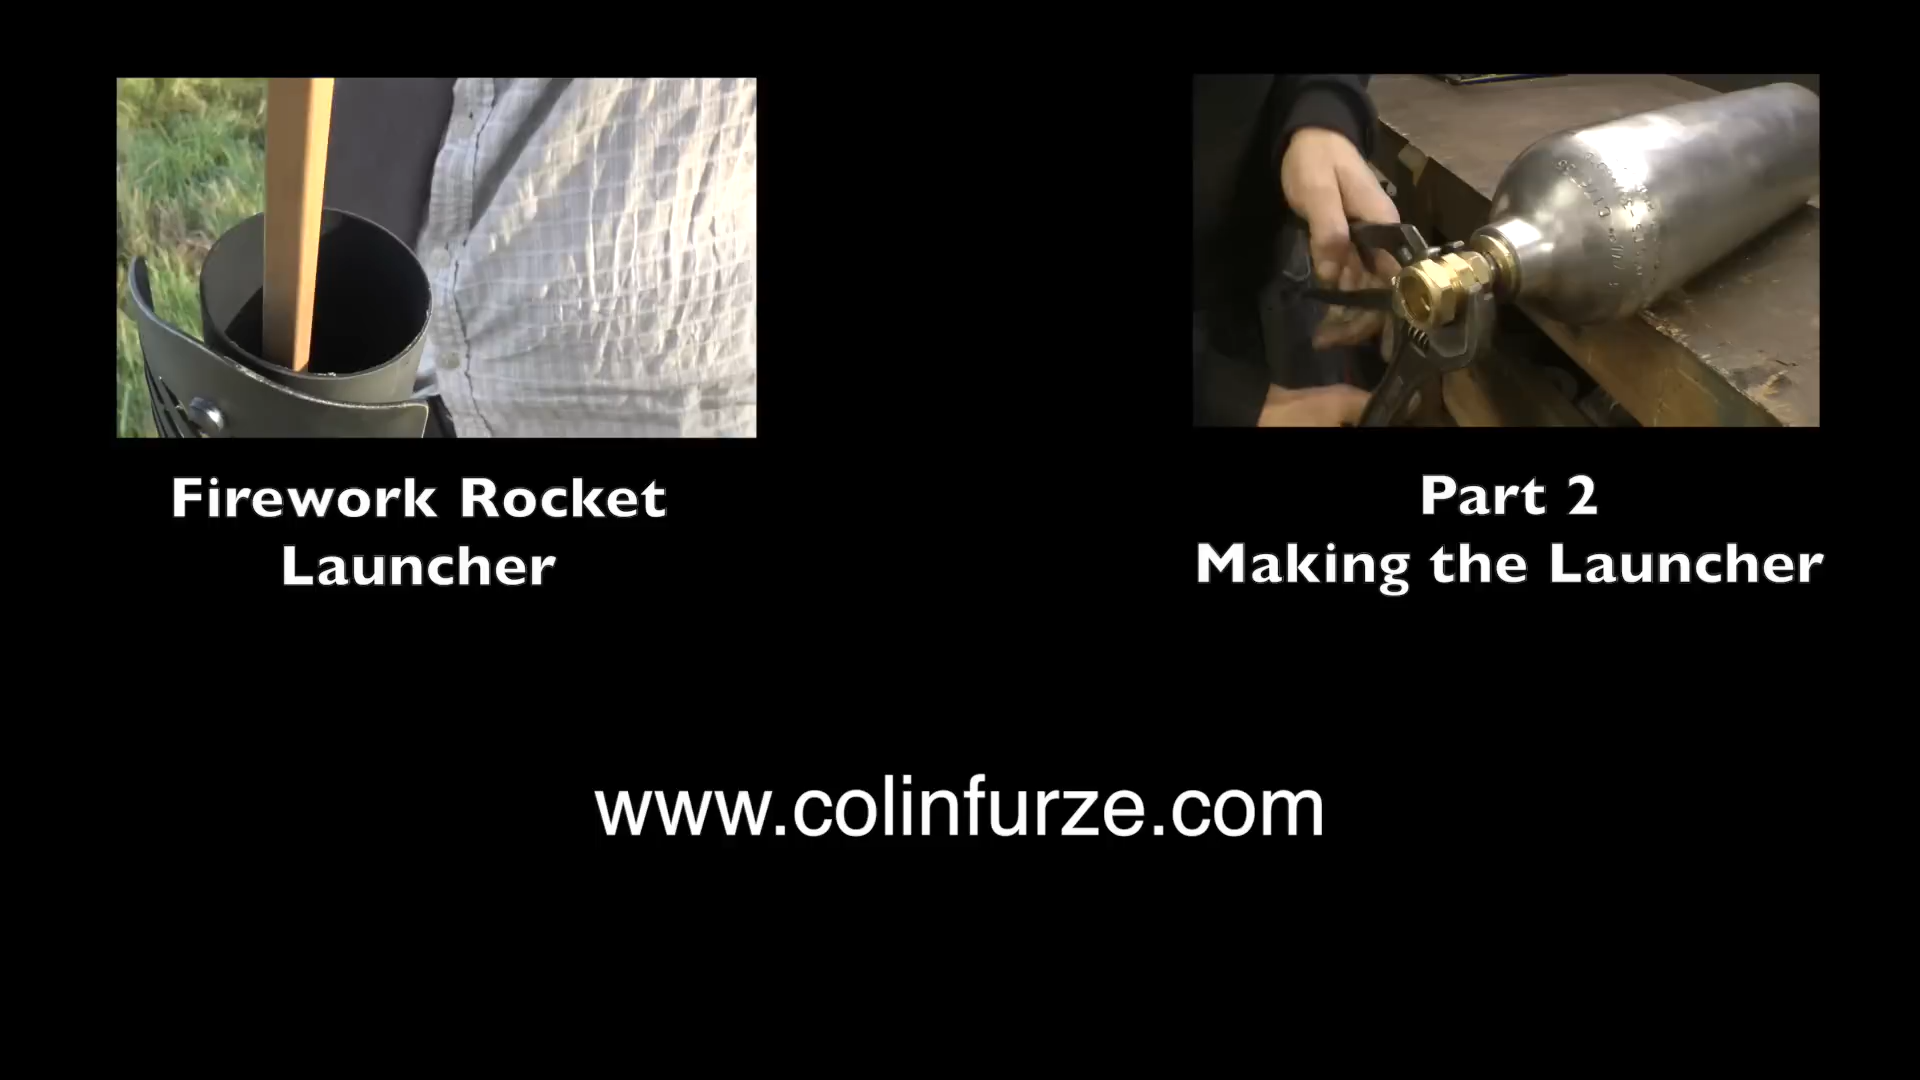 Firework Rocket
Launcher
Part 2
Making the Launcher
www.colinfurze.com